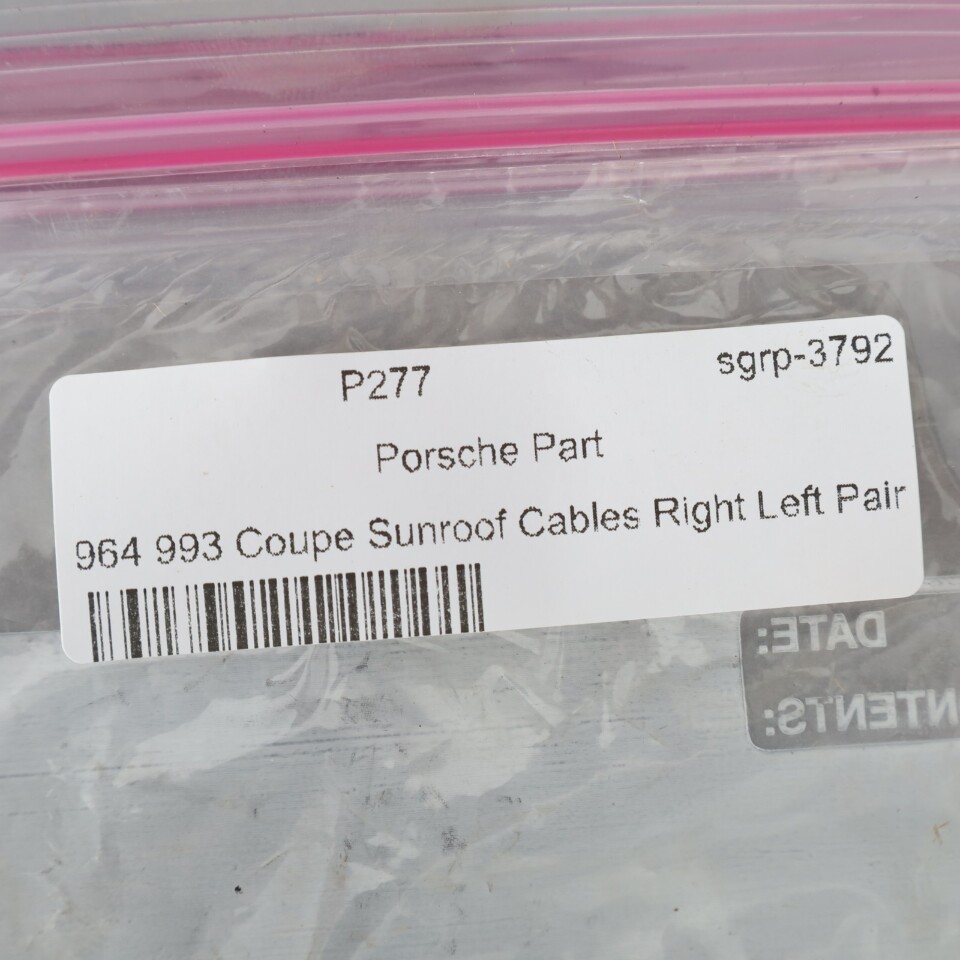 P277 sgrp-3792
Porsche Part
964 993 Coupe Sunroof Cables Right Left Pair
DATE:
NTENTS: